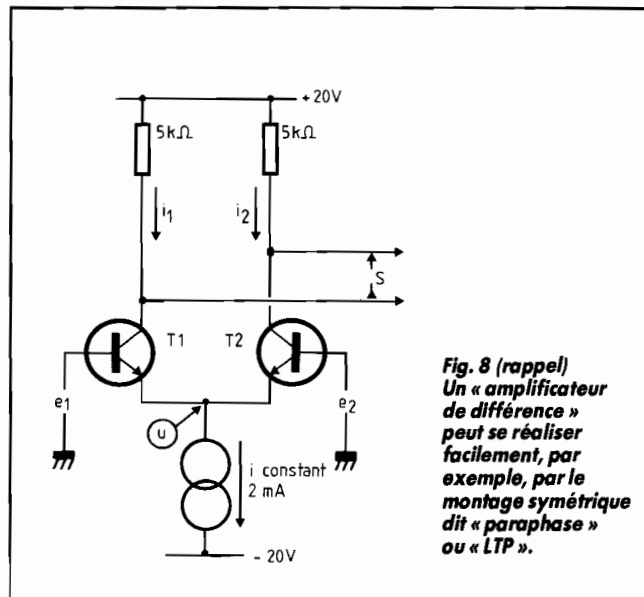 +20V
5kΩ
5kΩ
i1
i2
S
T1
T2
e1
e2
u
i constant
2 mA
- 20V
Fig. 8 (rappel)
Un « amplificateur
de différence »
peut se réaliser
facilement, par
exemple, par le
montage symétrique
dit « paraphase »
ou « LTP ».